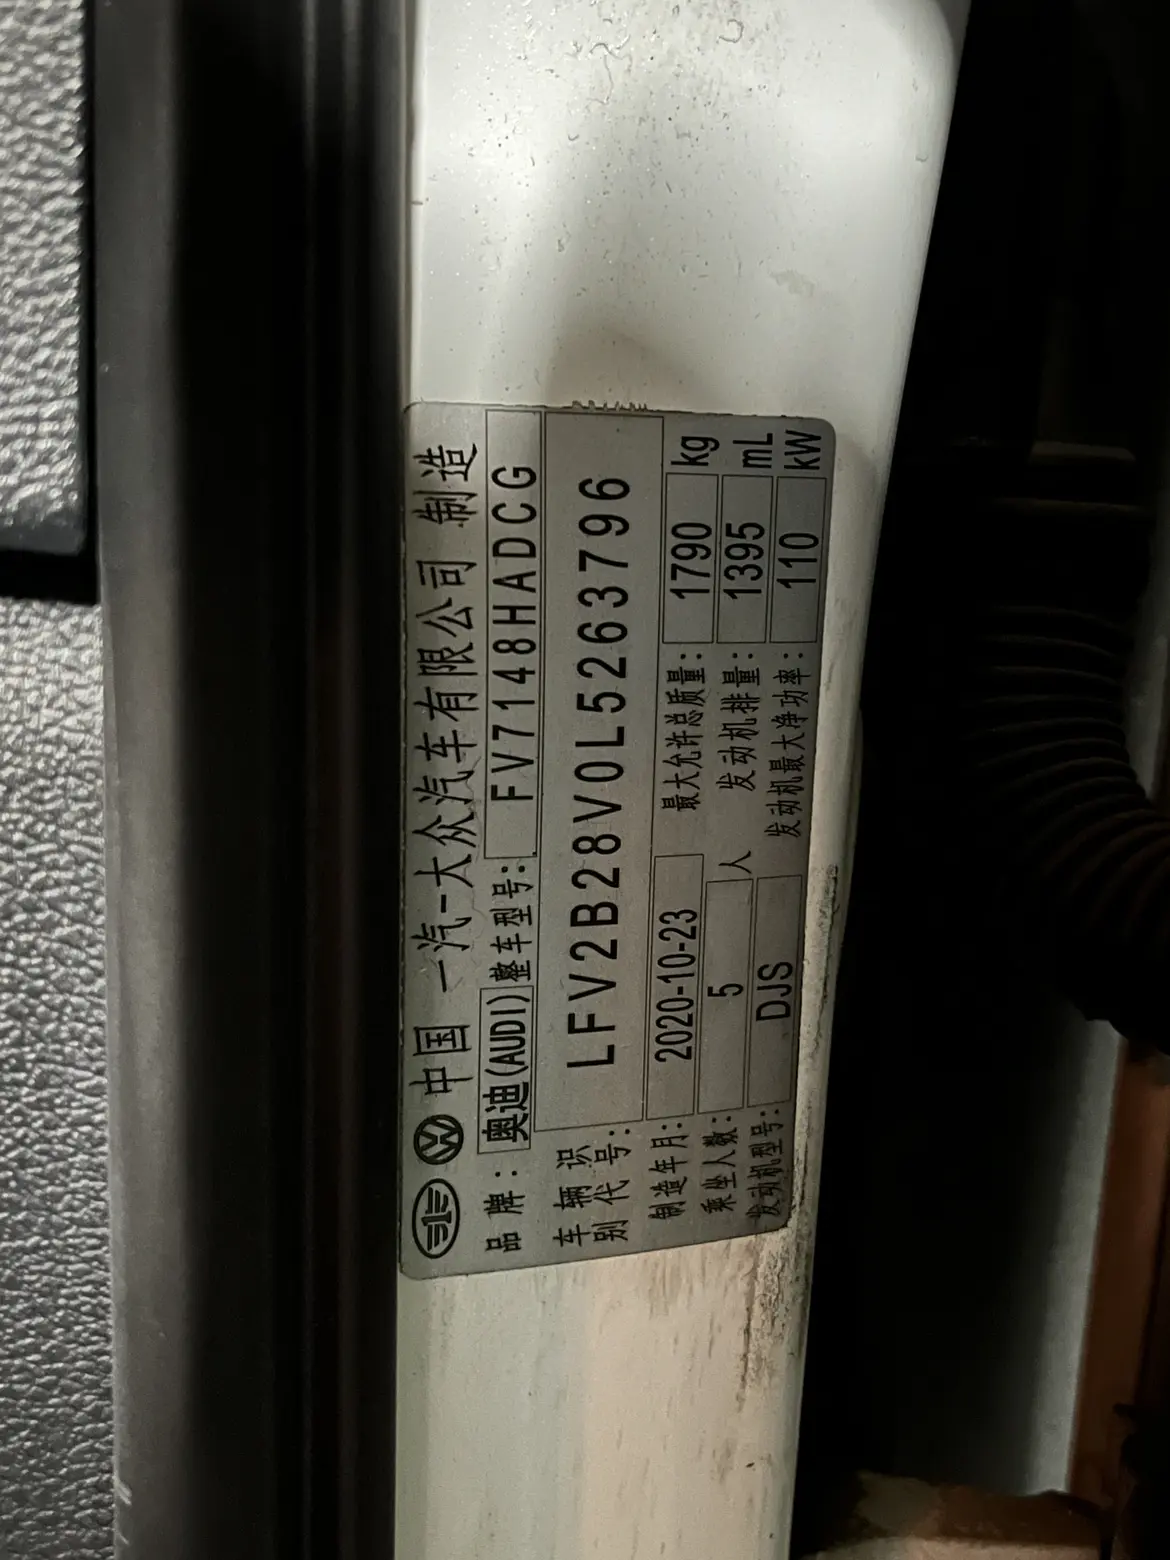 中国 一汽-大众汽车有限公司 制造
品牌: 奥迪(AUDI) 整车型号: FV7148HADCG
车辆识别代号: LFV2B28V0L5263796
制造年月: 2020-10-23 最大允许总质量: 1790 kg
乘坐人数: 5 人 发动机排量: 1395 mL
发动机型号: DJS 发动机最大净功率: 110 kW